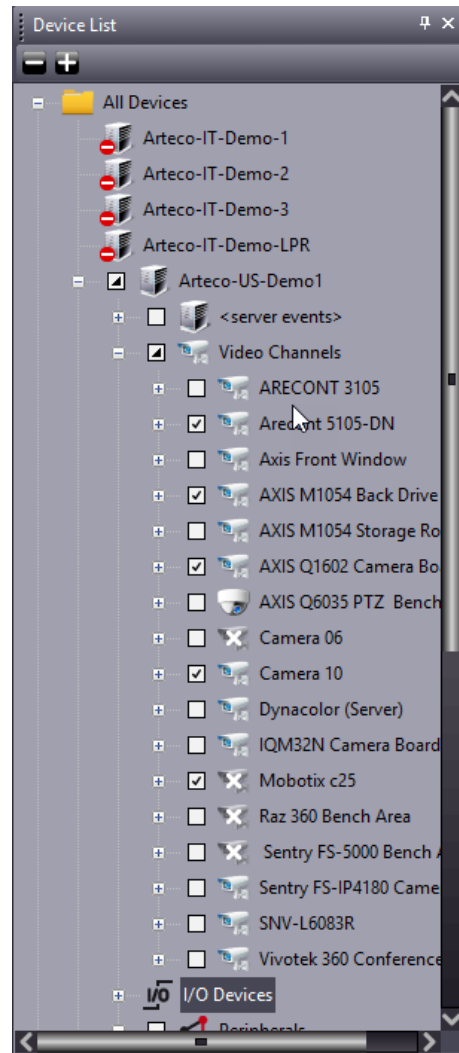 Device List
All Devices
Arteco-IT-Demo-1
Arteco-IT-Demo-2
Arteco-IT-Demo-3
Arteco-IT-Demo-LPR
Arteco-US-Demo1
<server events>
Video Channels
ARECONT 3105
Arecont 5105-DN
Axis Front Window
AXIS M1054 Back Drive
AXIS M1054 Storage Ro
AXIS Q1602 Camera Bo
AXIS Q6035 PTZ Bench
Camera 06
Camera 10
Dynacolor (Server)
IQM32N Camera Board
Mobotix c25
Raz 360 Bench Area
Sentry FS-5000 Bench A
Sentry FS-IP4180 Came
SNV-L6083R
Vivotek 360 Conference
I/O I/O Devices
Peripherals